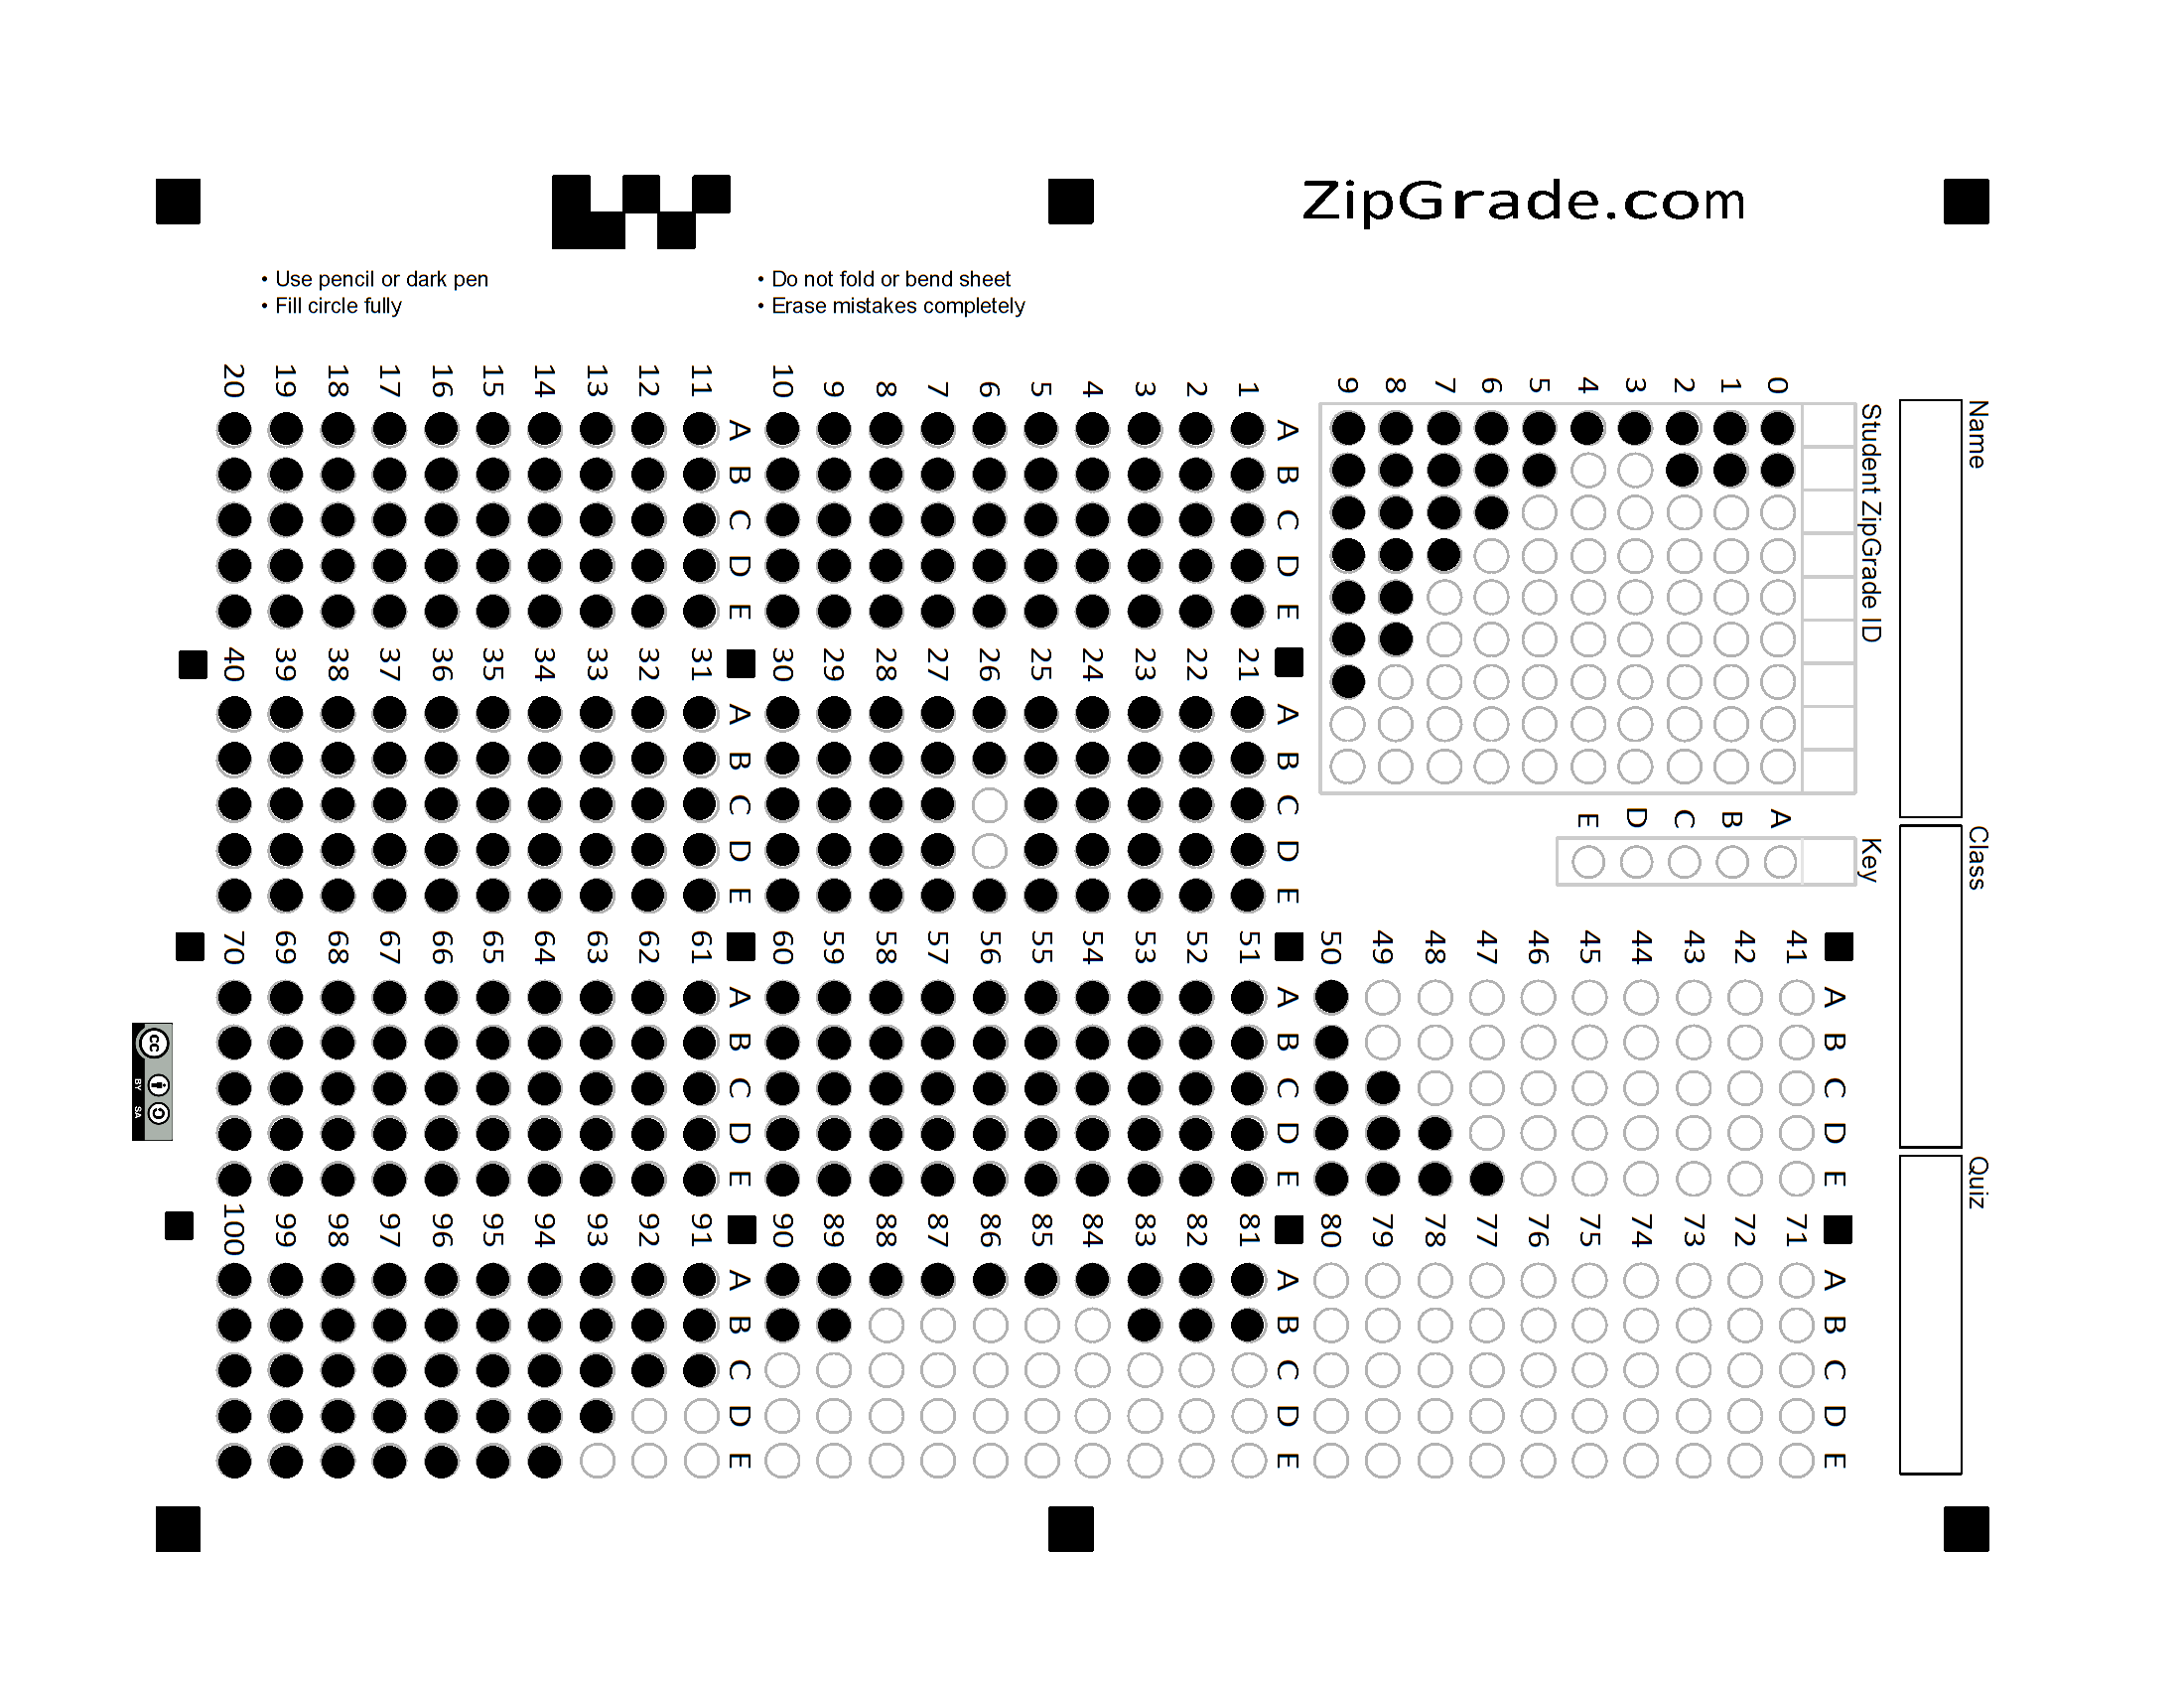 ZipGrade.com
• Use pencil or dark pen
• Fill circle fully
• Do not fold or bend sheet
• Erase mistakes completely
Name
Class
Quiz
Student ZipGrade ID
0 1 2 3 4 5 6 7 8 9
Key
A B C D E
1 2 3 4 5 6 7 8 9 10
A B C D E
11 12 13 14 15 16 17 18 19 20
A B C D E
21 22 23 24 25 26 27 28 29 30
A B C D E
31 32 33 34 35 36 37 38 39 40
A B C D E
41 42 43 44 45 46 47 48 49 50
A B C D E
51 52 53 54 55 56 57 58 59 60
A B C D E
61 62 63 64 65 66 67 68 69 70
A B C D E
71 72 73 74 75 76 77 78 79 80
A B C D E
81 82 83 84 85 86 87 88 89 90
A B C D E
91 92 93 94 95 96 97 98 99 100
A B C D E
cc BY SA